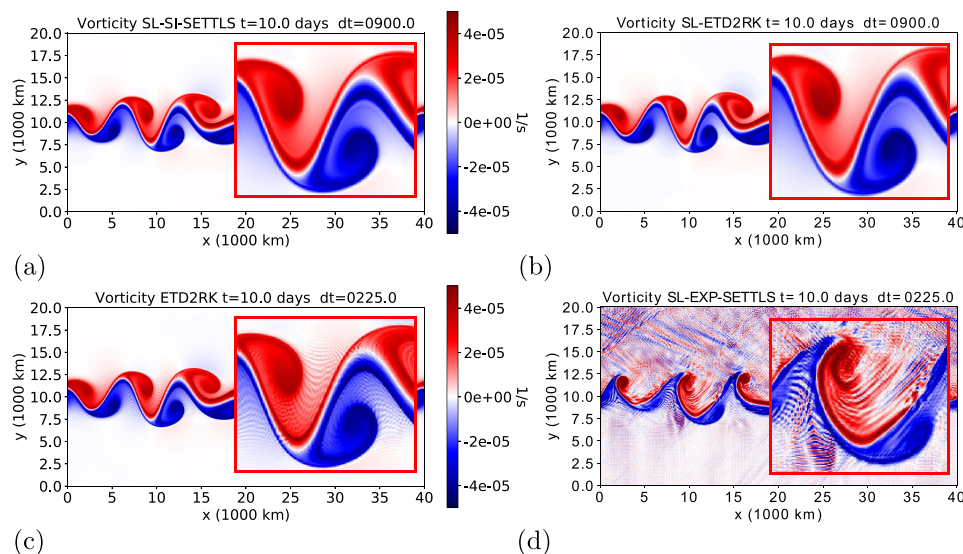 Vorticity SL-SI-SETTLS t=10.0 days dt=0900.0
20.0
17.5
15.0
12.5
10.0
7.5
5.0
2.5
0.0
y (1000 km)
0 5 10 15 20 25 30 35 40
x (1000 km)
4e-05
2e-05
0e+00
-2e-05
-4e-05
1/s
(a)
Vorticity SL-ETD2RK t=10.0 days dt=0900.0
20.0
17.5
15.0
12.5
10.0
7.5
5.0
2.5
0.0
y (1000 km)
0 5 10 15 20 25 30 35 40
x (1000 km)
(b)
Vorticity ETD2RK t=10.0 days dt=0225.0
20.0
17.5
15.0
12.5
10.0
7.5
5.0
2.5
0.0
y (1000 km)
0 5 10 15 20 25 30 35 40
x (1000 km)
4e-05
2e-05
0e+00
-2e-05
-4e-05
1/s
(c)
Vorticity SL-EXP-SETTLS t=10.0 days dt=0225.0
20.0
17.5
15.0
12.5
10.0
7.5
5.0
2.5
0.0
y (1000 km)
0 5 10 15 20 25 30 35 40
x (1000 km)
(d)